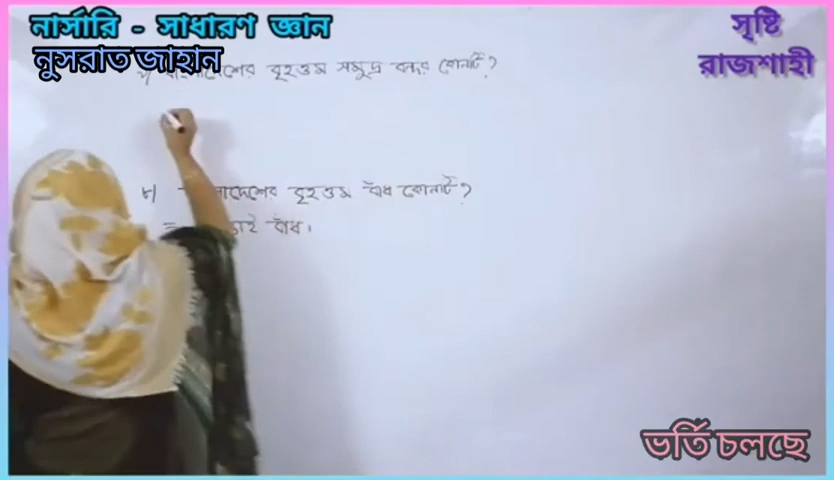 নার্সারি - সাধারণ জ্ঞান
নুসরাত জাহান
সৃষ্টি
রাজশাহী
বৃহত্তম সমুদ্র বন্দর কোনটি?
৮। বৃহত্তম বাঁধ কোনটি?
= বাঁধ।
ভর্তি চলছে